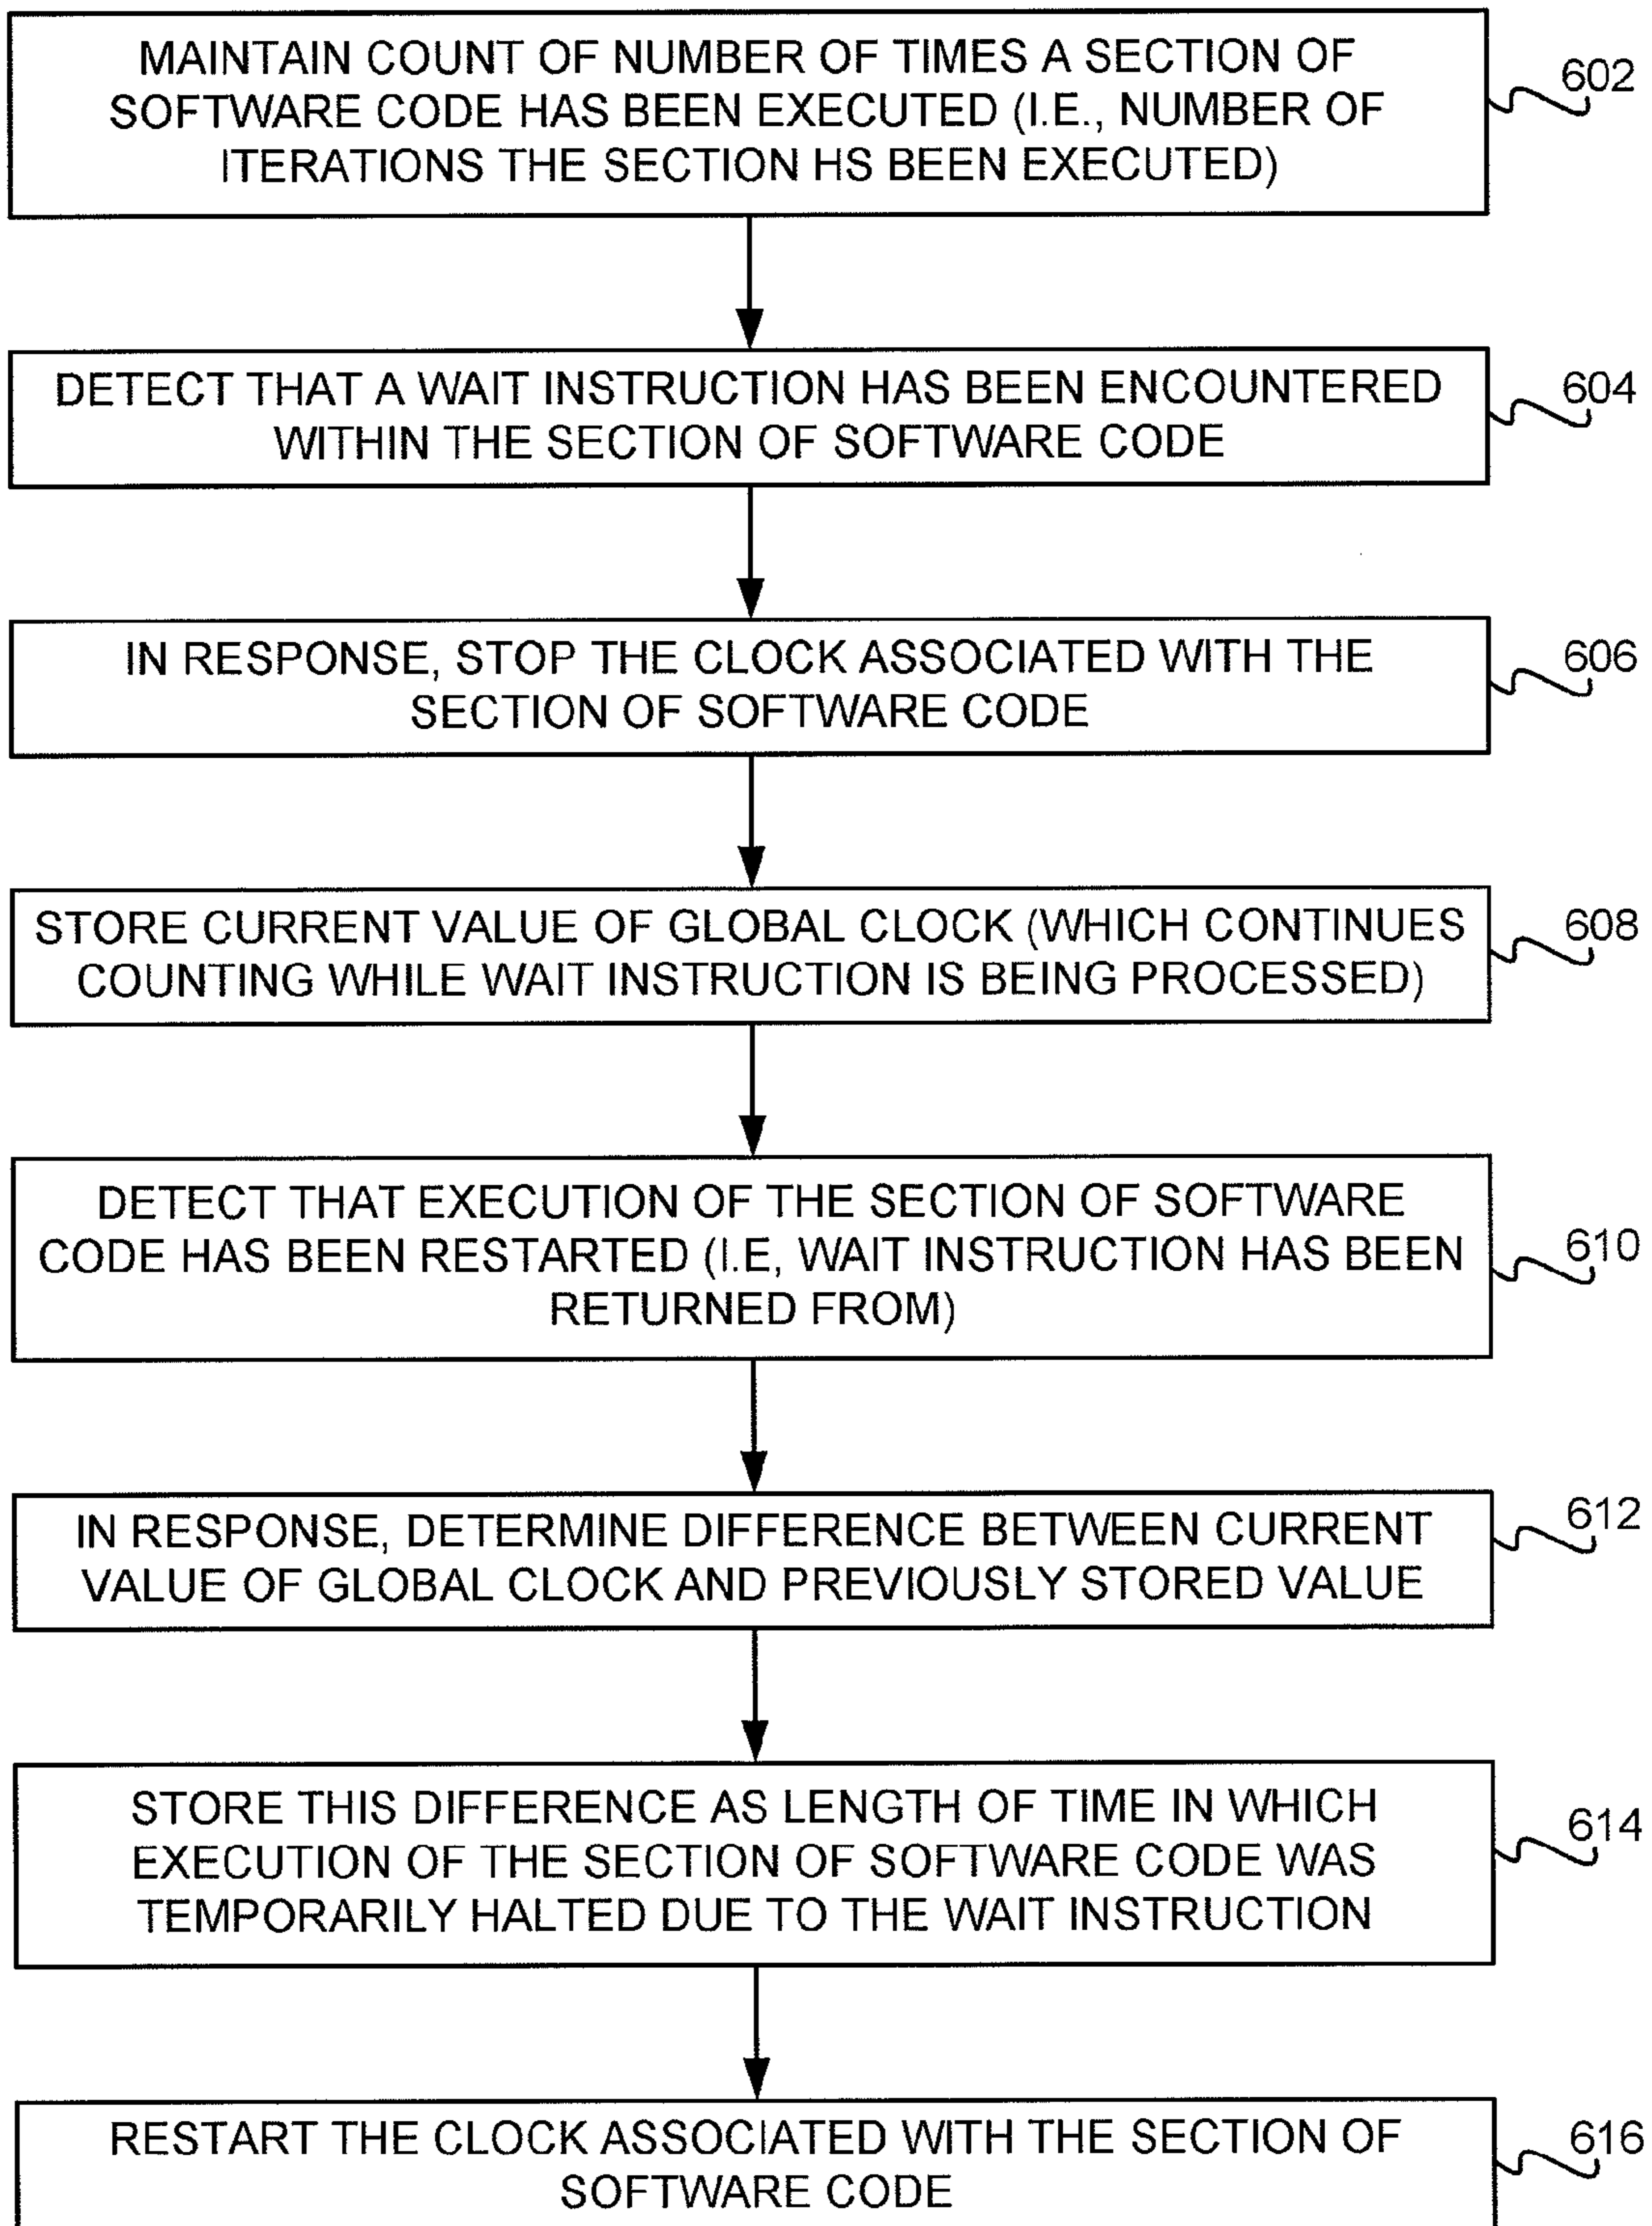 MAINTAIN COUNT OF NUMBER OF TIMES A SECTION OF
SOFTWARE CODE HAS BEEN EXECUTED (I.E., NUMBER OF
ITERATIONS THE SECTION HS BEEN EXECUTED)
602
DETECT THAT A WAIT INSTRUCTION HAS BEEN ENCOUNTERED
WITHIN THE SECTION OF SOFTWARE CODE
604
IN RESPONSE, STOP THE CLOCK ASSOCIATED WITH THE
SECTION OF SOFTWARE CODE
606
STORE CURRENT VALUE OF GLOBAL CLOCK (WHICH CONTINUES
COUNTING WHILE WAIT INSTRUCTION IS BEING PROCESSED)
608
DETECT THAT EXECUTION OF THE SECTION OF SOFTWARE
CODE HAS BEEN RESTARTED (I.E, WAIT INSTRUCTION HAS BEEN
RETURNED FROM)
610
IN RESPONSE, DETERMINE DIFFERENCE BETWEEN CURRENT
VALUE OF GLOBAL CLOCK AND PREVIOUSLY STORED VALUE
612
STORE THIS DIFFERENCE AS LENGTH OF TIME IN WHICH
EXECUTION OF THE SECTION OF SOFTWARE CODE WAS
TEMPORARILY HALTED DUE TO THE WAIT INSTRUCTION
614
RESTART THE CLOCK ASSOCIATED WITH THE SECTION OF
SOFTWARE CODE
616